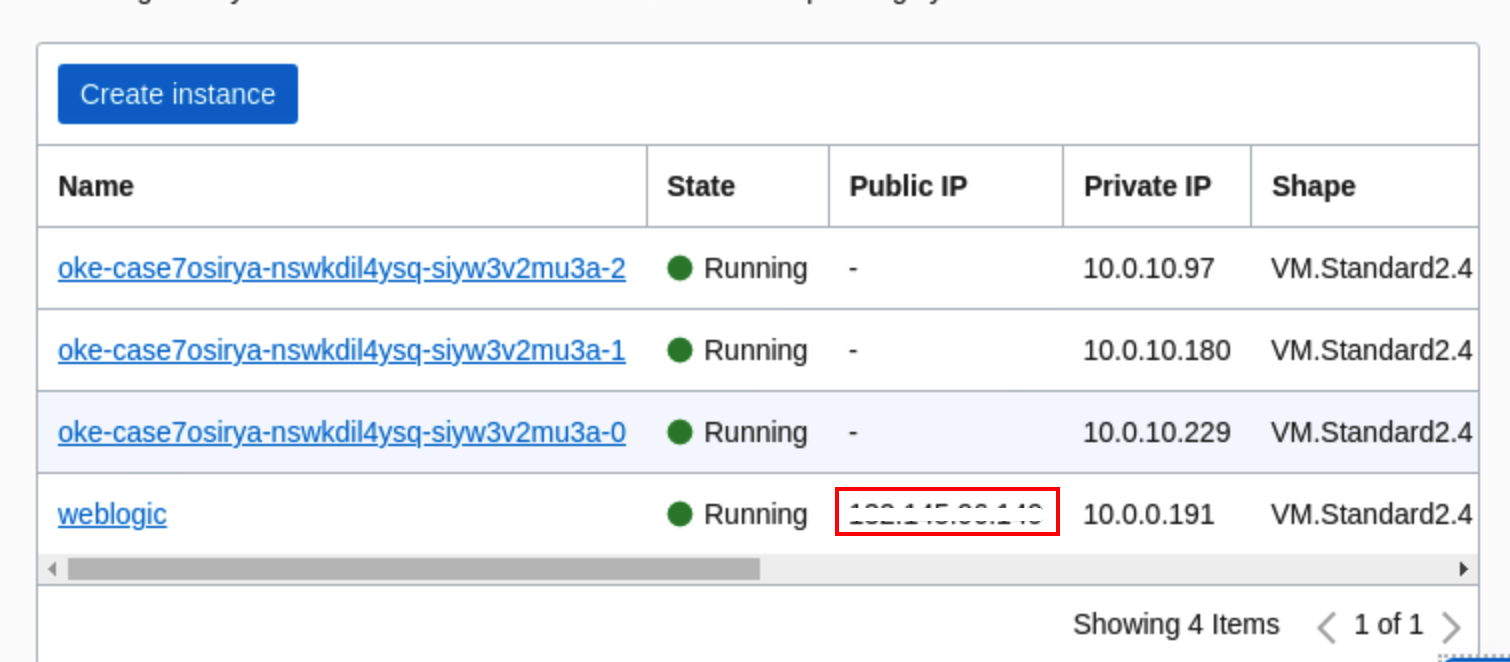 Create instance
Name State Public IP Private IP Shape
oke-case7osirya-nswkdil4ysq-siyw3v2mu3a-2 Running - 10.0.10.97 VM.Standard2.4
oke-case7osirya-nswkdil4ysq-siyw3v2mu3a-1 Running - 10.0.10.180 VM.Standard2.4
oke-case7osirya-nswkdil4ysq-siyw3v2mu3a-0 Running - 10.0.10.229 VM.Standard2.4
weblogic Running 10.0.0.191 VM.Standard2.4
Showing 4 Items 1 of 1